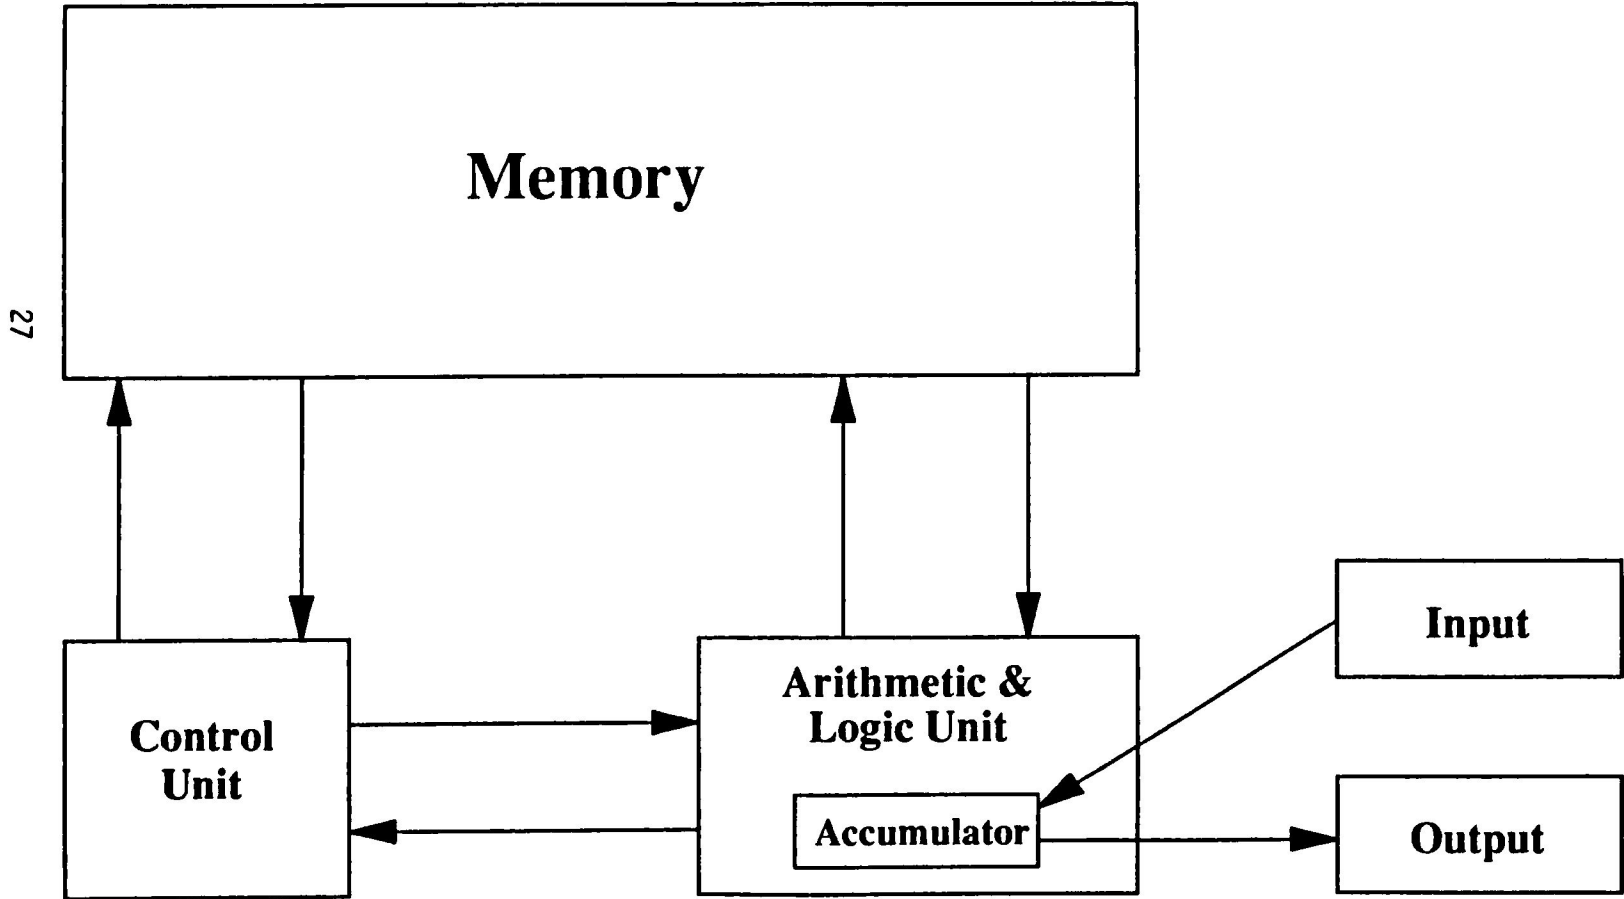 Memory
27
Input
Arithmetic &
Logic Unit
Control
Unit
Accumulator
Output